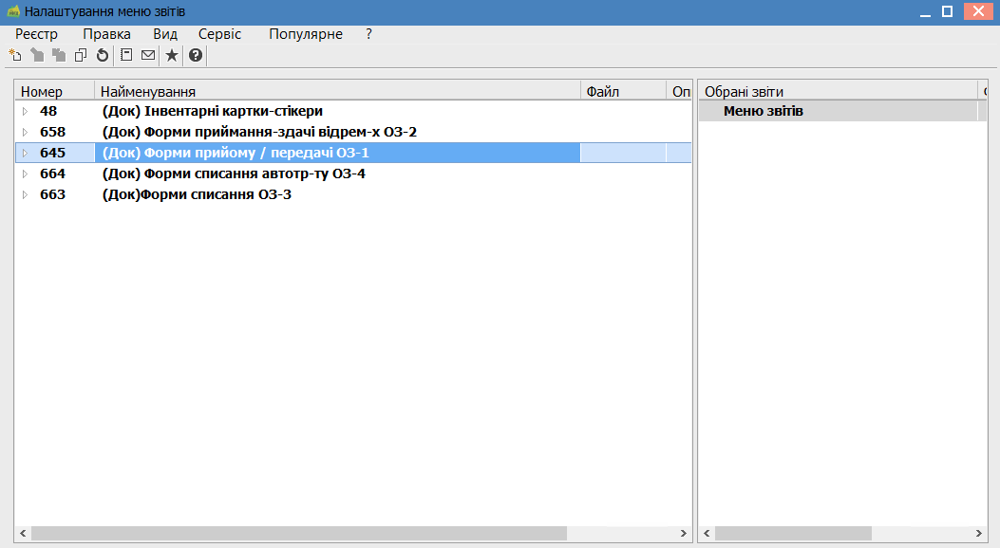 Налаштування меню звітів
Реєстр Правка Вид Сервіс Популярне ?
Номер Найменування Файл Обрані звіти
48 (Док) Інвентарні картки-стікери Меню звітів
658 (Док) Форми приймання-здачі відрем-х ОЗ-2
645 (Док) Форми прийому / передачі ОЗ-1
664 (Док) Форми списання автотр-ту ОЗ-4
663 (Док)Форми списання ОЗ-3